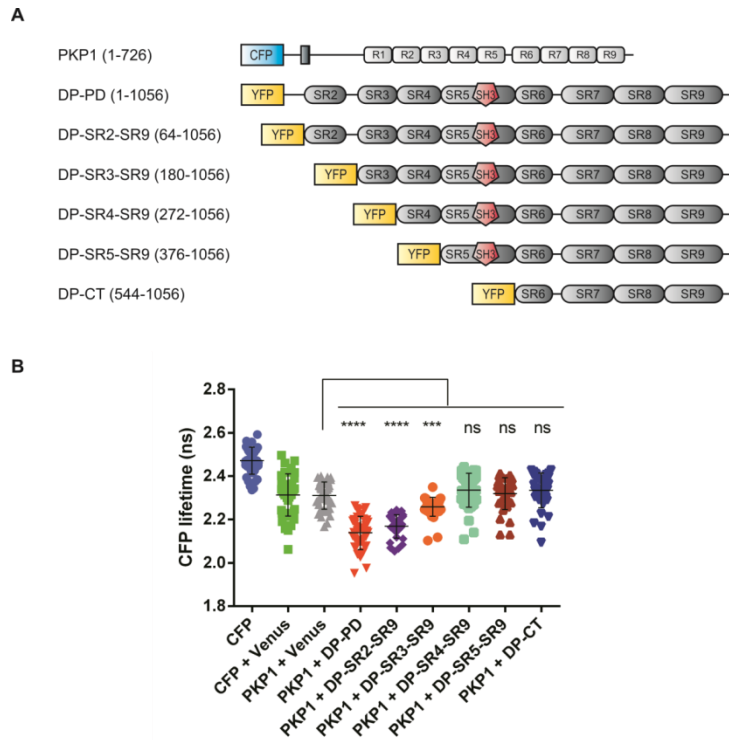 A
PKP1 (1-726) CFP R1 R2 R3 R4 R5 R6 R7 R8 R9
DP-PD (1-1056) YFP SR2 SR3 SR4 SR5 SH3 SR6 SR7 SR8 SR9
DP-SR2-SR9 (64-1056) YFP SR2 SR3 SR4 SR5 SH3 SR6 SR7 SR8 SR9
DP-SR3-SR9 (180-1056) YFP SR3 SR4 SR5 SH3 SR6 SR7 SR8 SR9
DP-SR4-SR9 (272-1056) YFP SR4 SR5 SH3 SR6 SR7 SR8 SR9
DP-SR5-SR9 (376-1056) YFP SR5 SH3 SR6 SR7 SR8 SR9
DP-CT (544-1056) YFP SR6 SR7 SR8 SR9
B
CFP lifetime (ns)
2.8
2.6
2.4
2.2
2.0
1.8
**** **** *** ns ns ns
CFP
CFP + Venus
PKP1 + Venus
PKP1 + DP-PD
PKP1 + DP-SR2-SR9
PKP1 + DP-SR3-SR9
PKP1 + DP-SR4-SR9
PKP1 + DP-SR5-SR9
PKP1 + DP-CT